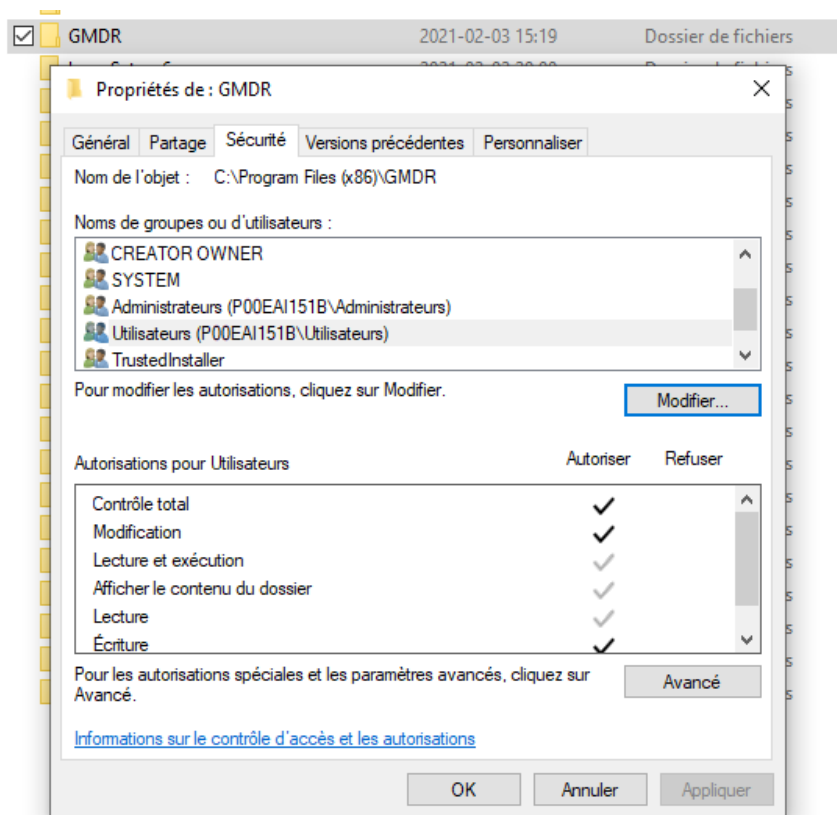 GMDR 2021-02-03 15:19 Dossier de fichiers
Propriétés de : GMDR
Général Partage Sécurité Versions précédentes Personnaliser
Nom de l'objet : C:\Program Files (x86)\GMDR
Noms de groupes ou d'utilisateurs :
CREATOR OWNER
SYSTEM
Administrateurs (P00EAI151B\Administrateurs)
Utilisateurs (P00EAI151B\Utilisateurs)
TrustedInstaller
Pour modifier les autorisations, cliquez sur Modifier.
Modifier...
Autorisations pour Utilisateurs Autoriser Refuser
Contrôle total
Modification
Lecture et exécution
Afficher le contenu du dossier
Lecture
Écriture
Pour les autorisations spéciales et les paramètres avancés, cliquez sur
Avancé.
Avancé
Informations sur le contrôle d'accès et les autorisations
OK Annuler Appliquer